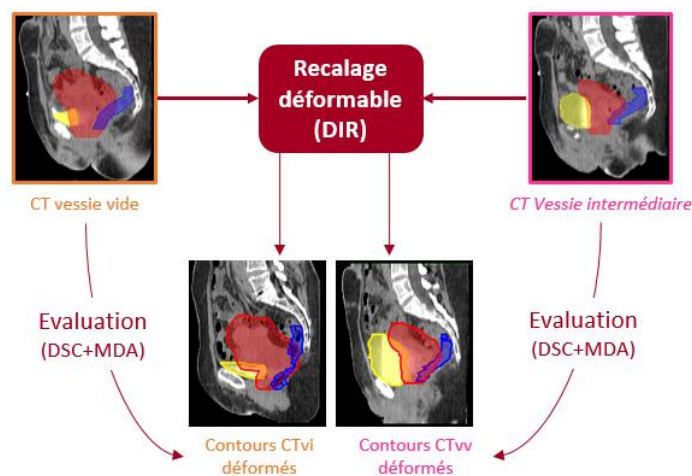 Recalage
déformable
(DIR)
CT vessie vide
CT Vessie intermédiaire
Evaluation
(DSC+MDA)
Evaluation
(DSC+MDA)
Contours CTvi
déformés
Contours CTvv
déformés